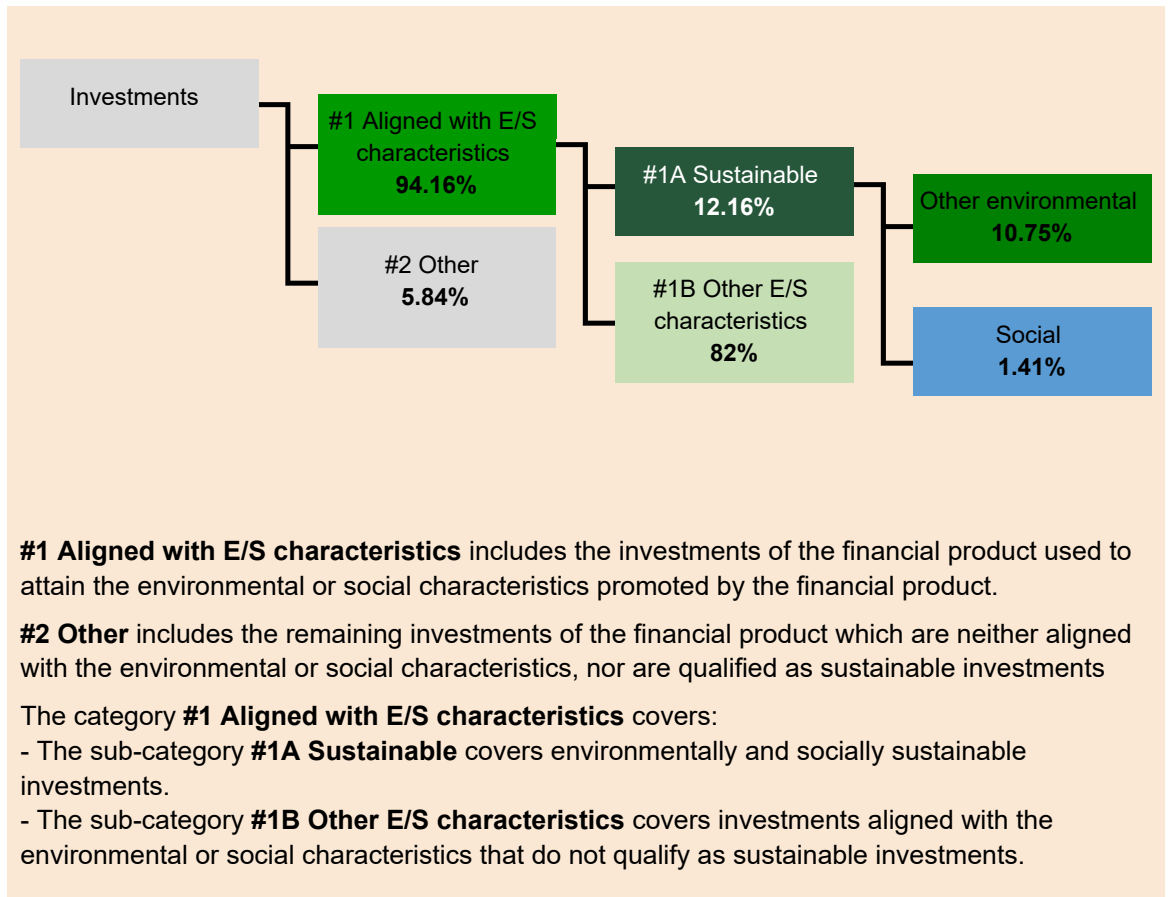 Investments
#1 Aligned with E/S
characteristics
94.16%
#2 Other
5.84%
#1A Sustainable
12.16%
#1B Other E/S
characteristics
82%
Other environmental
10.75%
Social
1.41%
#1 Aligned with E/S characteristics includes the investments of the financial product used to
attain the environmental or social characteristics promoted by the financial product.
#2 Other includes the remaining investments of the financial product which are neither aligned
with the environmental or social characteristics, nor are qualified as sustainable investments
The category #1 Aligned with E/S characteristics covers:
- The sub-category #1A Sustainable covers environmentally and socially sustainable
investments.
- The sub-category #1B Other E/S characteristics covers investments aligned with the
environmental or social characteristics that do not qualify as sustainable investments.